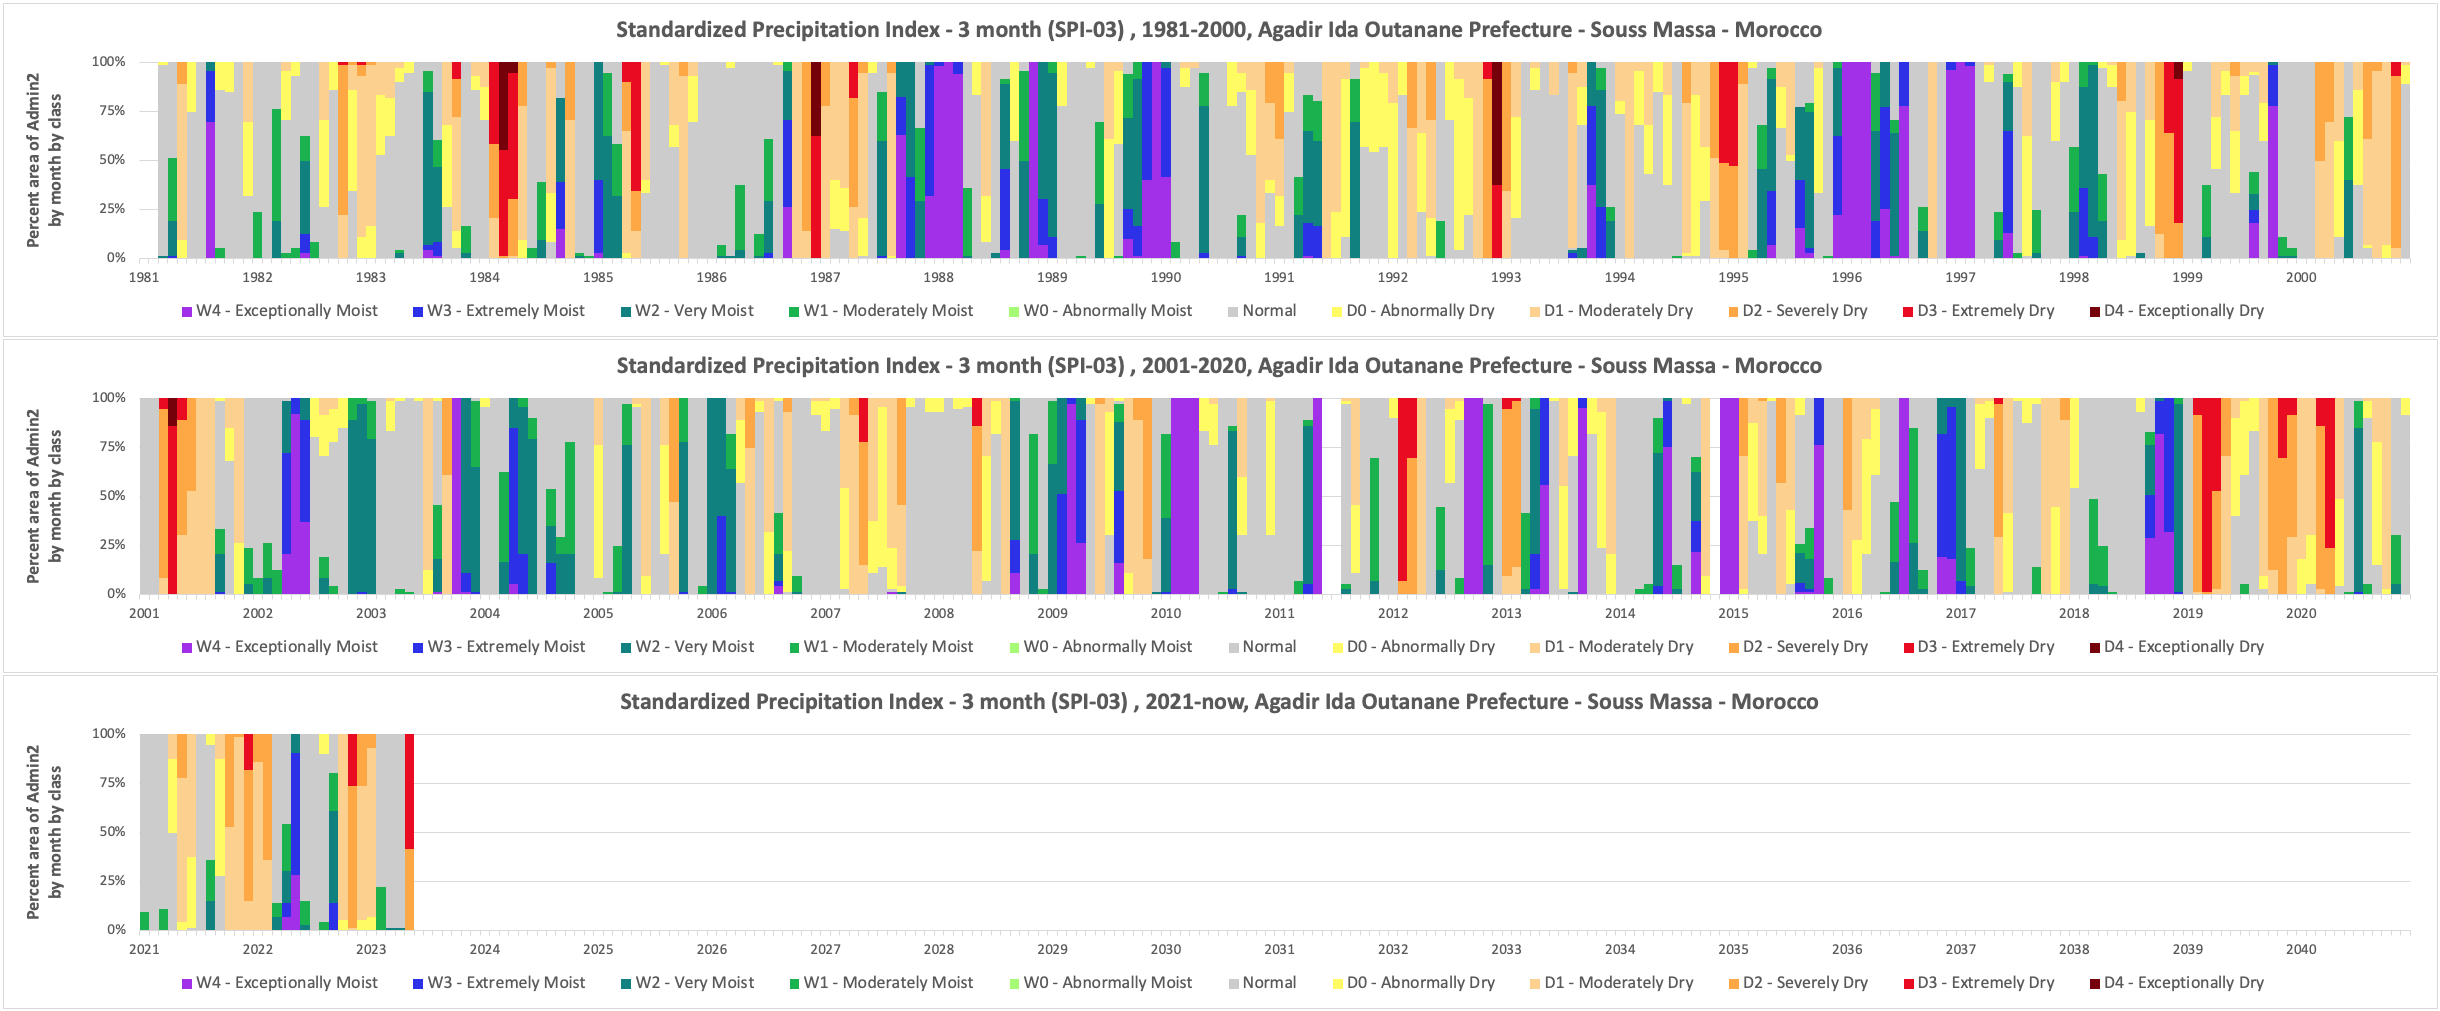 Standardized Precipitation Index - 3 month (SPI-03) , 1981-2000, Agadir Ida Outanane Prefecture - Souss Massa - Morocco
Percent area of Admin2
by month by class
100%
75%
50%
25%
0%
1981 1982 1983 1984 1985 1986 1987 1988 1989 1990 1991 1992 1993 1994 1995 1996 1997 1998 1999 2000
W4 - Exceptionally Moist W3 - Extremely Moist W2 - Very Moist W1 - Moderately Moist W0 - Abnormally Moist Normal D0 - Abnormally Dry D1 - Moderately Dry D2 - Severely Dry D3 - Extremely Dry D4 - Exceptionally Dry
Standardized Precipitation Index - 3 month (SPI-03) , 2001-2020, Agadir Ida Outanane Prefecture - Souss Massa - Morocco
Percent area of Admin2
by month by class
100%
75%
50%
25%
0%
2001 2002 2003 2004 2005 2006 2007 2008 2009 2010 2011 2012 2013 2014 2015 2016 2017 2018 2019 2020
W4 - Exceptionally Moist W3 - Extremely Moist W2 - Very Moist W1 - Moderately Moist W0 - Abnormally Moist Normal D0 - Abnormally Dry D1 - Moderately Dry D2 - Severely Dry D3 - Extremely Dry D4 - Exceptionally Dry
Standardized Precipitation Index - 3 month (SPI-03) , 2021-now, Agadir Ida Outanane Prefecture - Souss Massa - Morocco
Percent area of Admin2
by month by class
100%
75%
50%
25%
0%
2021 2022 2023 2024 2025 2026 2027 2028 2029 2030 2031 2032 2033 2034 2035 2036 2037 2038 2039 2040
W4 - Exceptionally Moist W3 - Extremely Moist W2 - Very Moist W1 - Moderately Moist W0 - Abnormally Moist Normal D0 - Abnormally Dry D1 - Moderately Dry D2 - Severely Dry D3 - Extremely Dry D4 - Exceptionally Dry